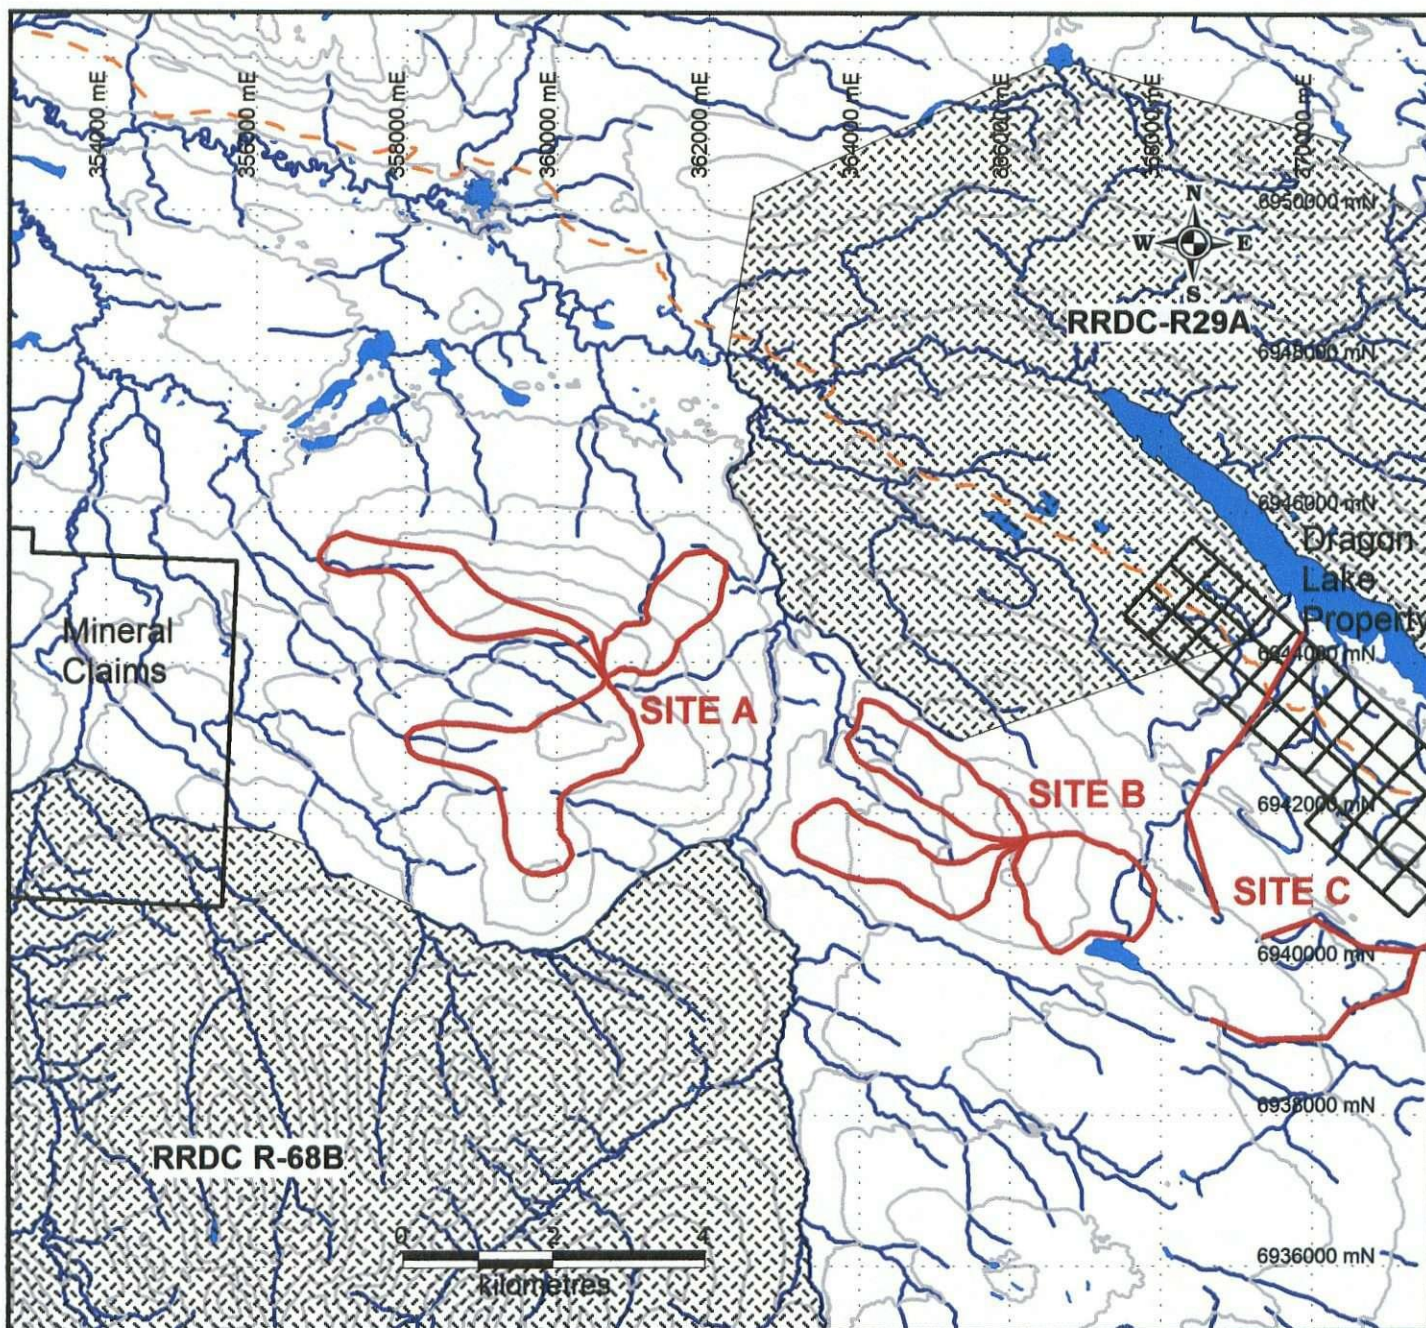 354000 mE
356000 mE
358000 mE
360000 mE
362000 mE
364000 mE
366000 mE
368000 mE
370000 mE
N
6950000 mN
W
E
S
RRDC-R29A
6948000 mN
6946000 mN
Dragon
Lake
Property
Mineral
Claims
6944000 mN
SITE A
SITE B
6942000 mN
SITE C
6940000 mN
6938000 mN
RRDC R-68B
0 2 4
kilometres
6936000 mN